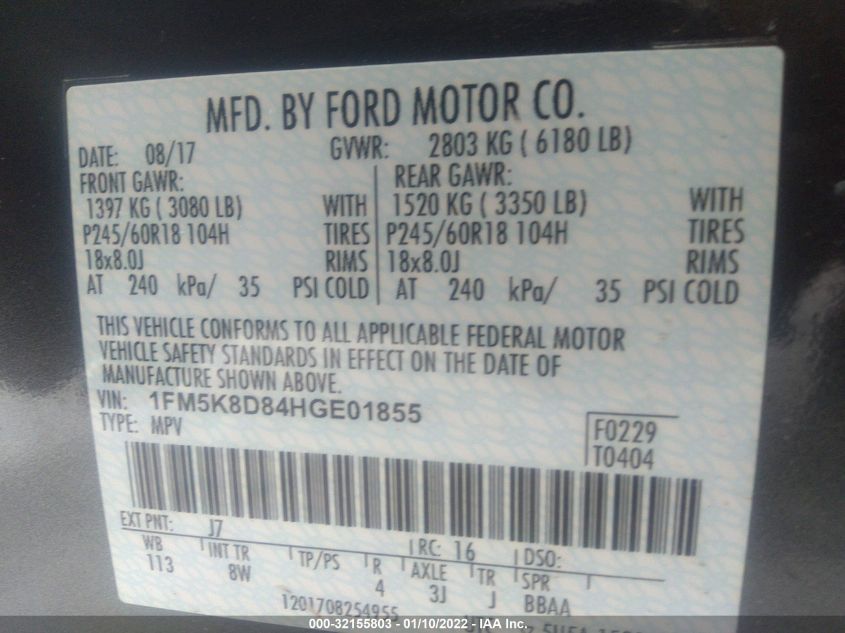 MFD. BY FORD MOTOR CO.
DATE: 08/17 GVWR: 2803 KG ( 6180 LB)
FRONT GAWR: REAR GAWR:
1397 KG ( 3080 LB) WITH 1520 KG ( 3350 LB) WITH
P245/60R18 104H TIRES P245/60R18 104H TIRES
18x8.0J RIMS 18x8.0J RIMS
AT 240 kPa/ 35 PSI COLD AT 240 kPa/ 35 PSI COLD
THIS VEHICLE CONFORMS TO ALL APPLICABLE FEDERAL MOTOR
VEHICLE SAFETY STANDARDS IN EFFECT ON THE DATE OF
MANUFACTURE SHOWN ABOVE.
VIN: 1FM5K8D84HGE01855
TYPE: MPV
F0229
T0404
EXT PNT: J7 RC: 16 DSO:
WB INT TR TP/PS R AXLE TR SPR
113 8W 4 3J J BBAA
1201708254955
000-32155803 - 01/10/2022 - IAA Inc.